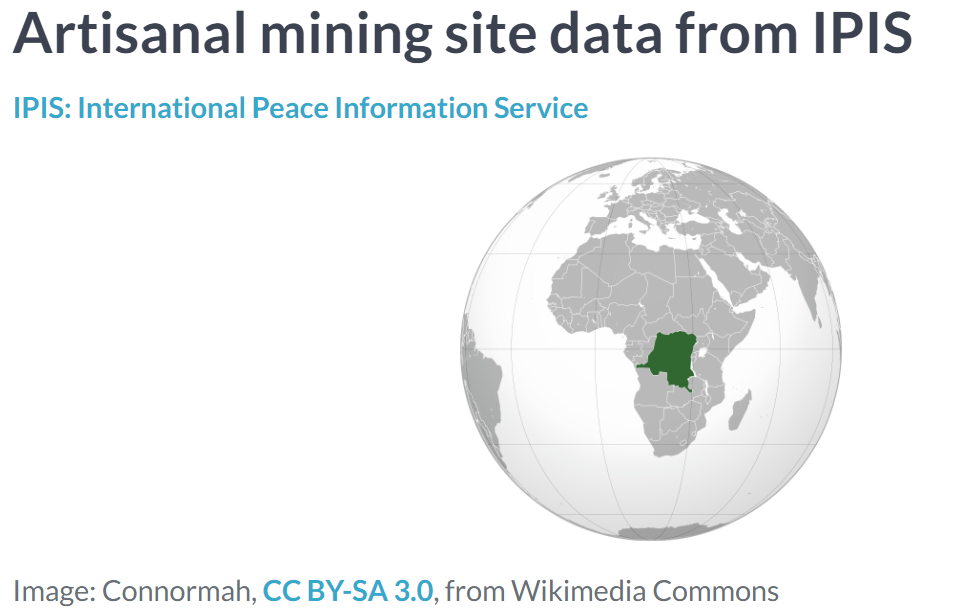 Artisanal mining site data from IPIS
IPIS: International Peace Information Service
Image: Connormah, CC BY-SA 3.0, from Wikimedia Commons